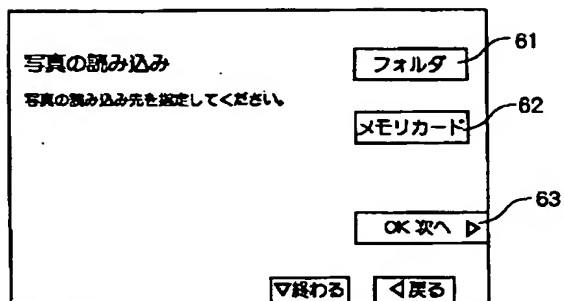 写真の読み込み
写真の読み込み先を指定してください。
フォルダ
61
メモリカード
62
OK 次へ ▷
63
▽終わる
◁戻る